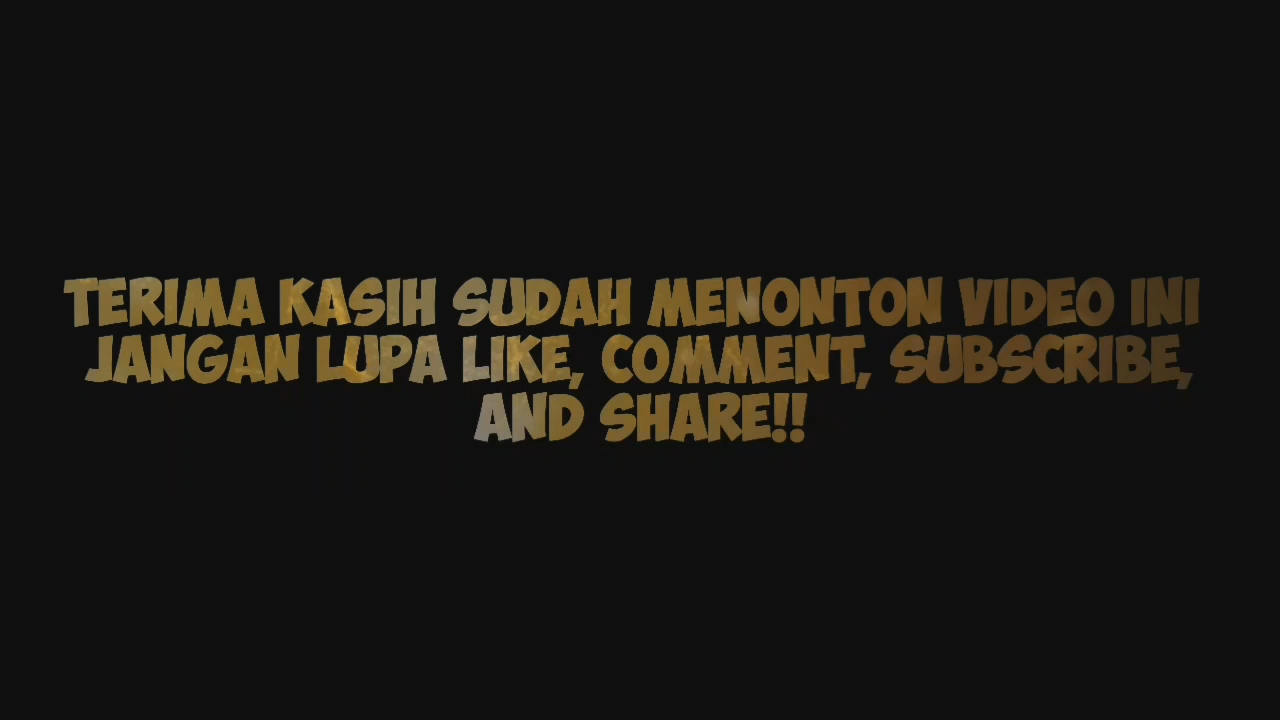 TERIMA KASIH SUDAH MENONTON VIDEO INI
JANGAN LUPA LIKE, COMMENT, SUBSCRIBE,
AND SHARE!!